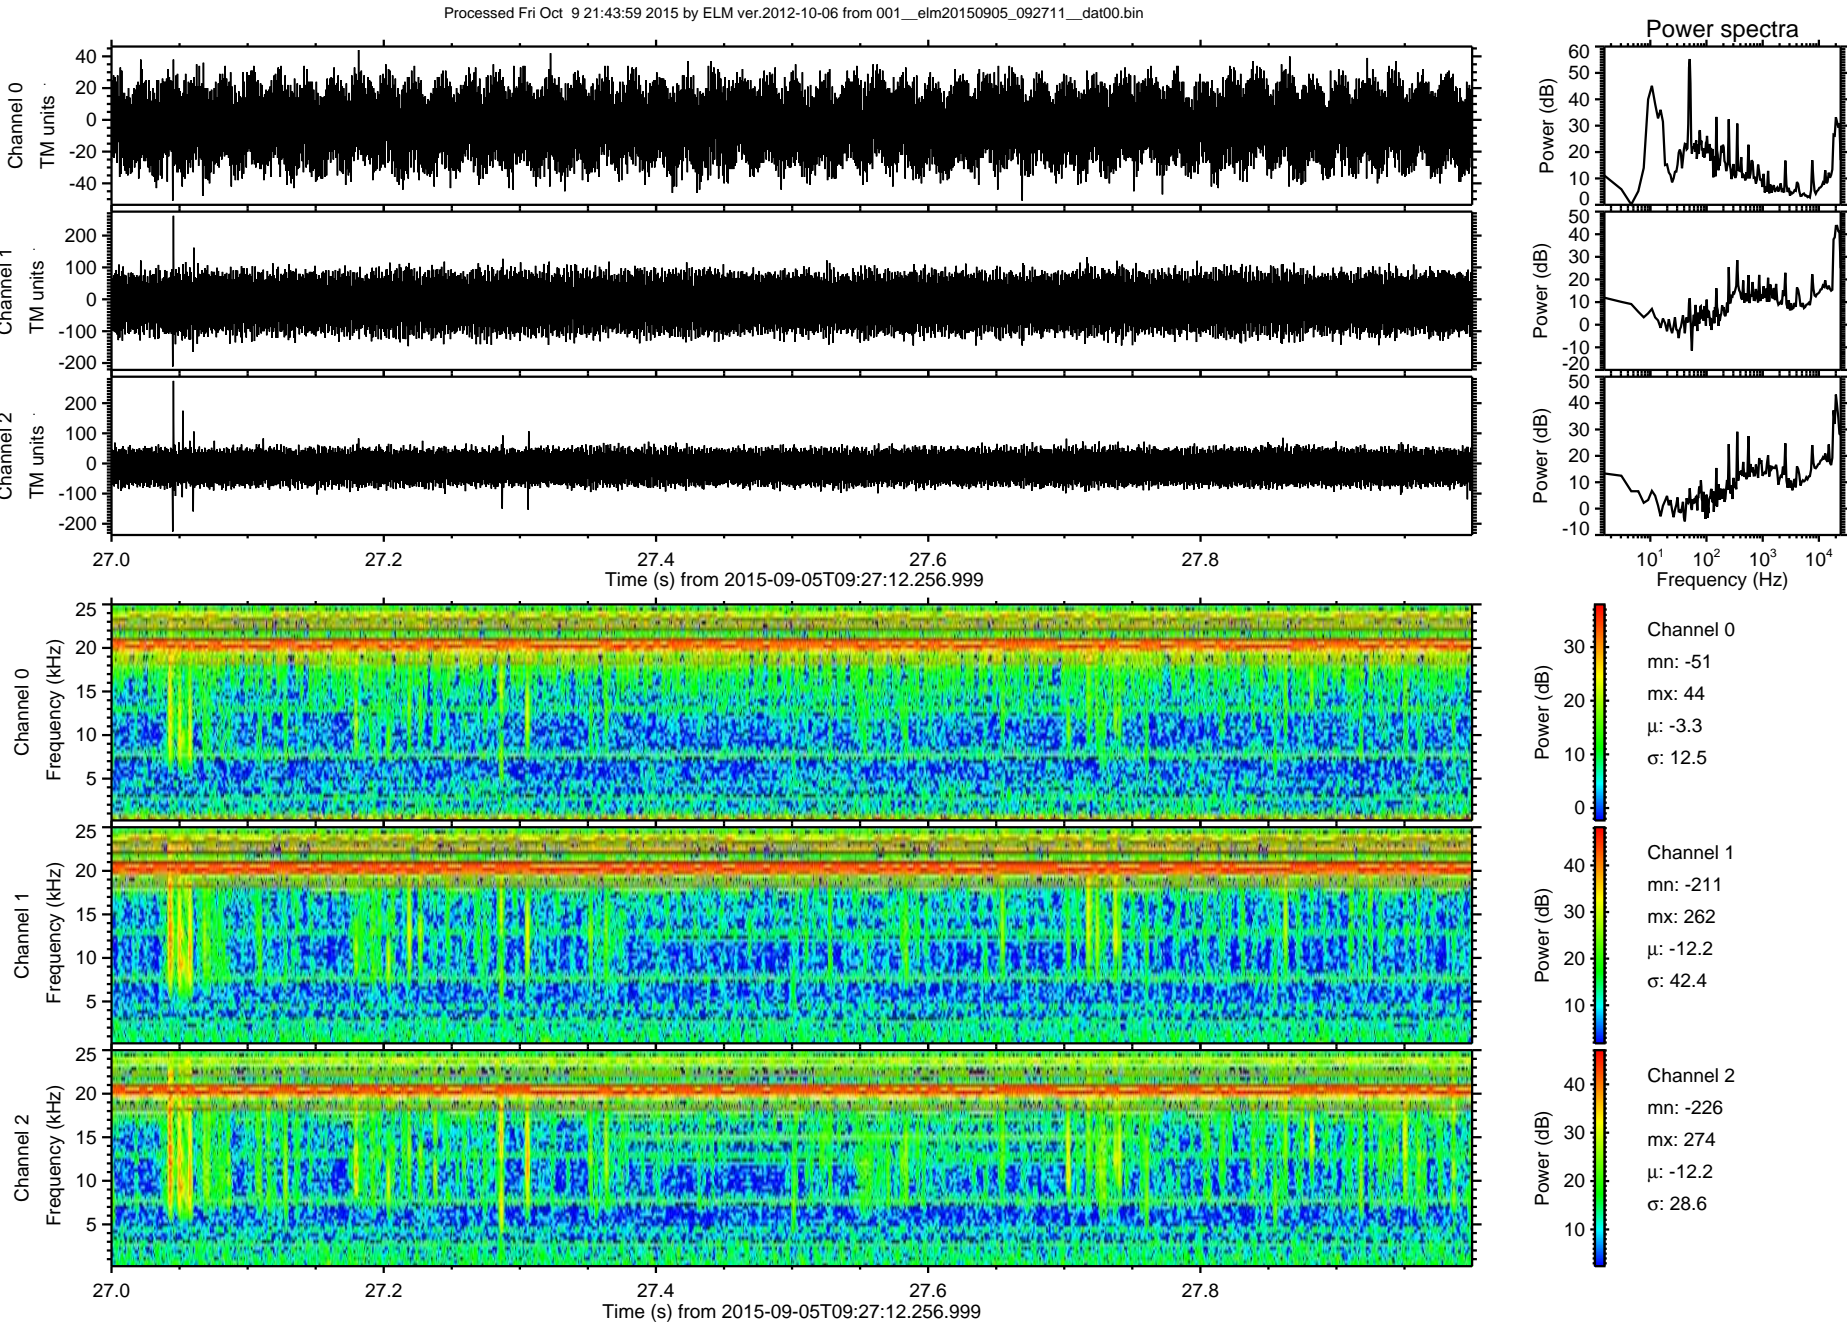 Processed Fri Oct  9 21:43:59 2015 by ELM ver.2012-10-06 from 001__elm20150905_092711__dat00.bin
Power spectra
Channel 0
TM units
40
20
0
-20
-40
Power (dB)
60
50
40
30
20
10
0
Channel 1
TM units
200
100
0
-100
-200
Power (dB)
50
40
30
20
10
0
-10
-20
Channel 2
TM units
200
100
0
-100
-200
Power (dB)
50
40
30
20
10
0
-10
27.0 27.2 27.4 27.6 27.8
Time (s) from 2015-09-05T09:27:12.256.999
10¹ 10² 10³ 10⁴
Frequency (Hz)
Channel 0
Frequency (kHz)
25
20
15
10
5
Power (dB)
30
20
10
0
Channel 0
mn: -51
mx: 44
μ: -3.3
σ: 12.5
Channel 1
Frequency (kHz)
25
20
15
10
5
Power (dB)
40
30
20
10
Channel 1
mn: -211
mx: 262
μ: -12.2
σ: 42.4
Channel 2
Frequency (kHz)
25
20
15
10
5
Power (dB)
40
30
20
10
Channel 2
mn: -226
mx: 274
μ: -12.2
σ: 28.6
27.0 27.2 27.4 27.6 27.8
Time (s) from 2015-09-05T09:27:12.256.999